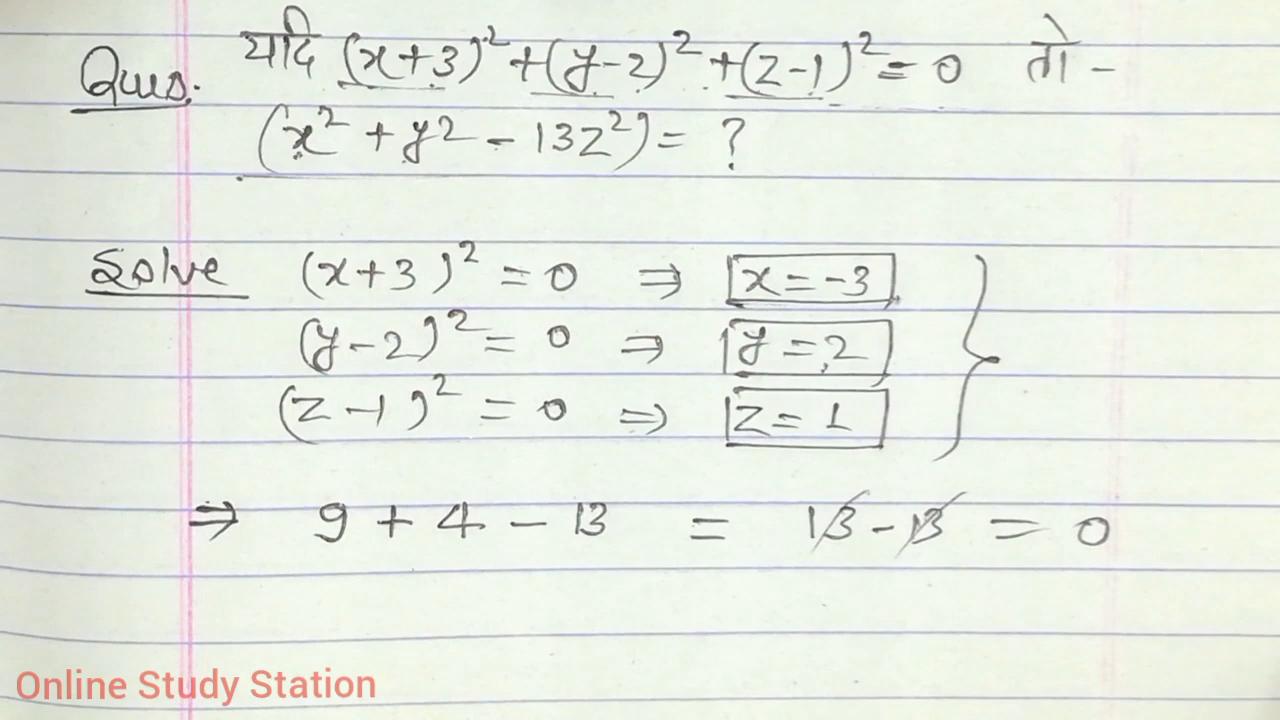 Ques. यदि (x+3)² + (y-2)² + (z-1)² = 0 तो -
(x² + y2 - 13z²) = ?
Solve (x+3)² = 0 ⇒ x = -3
(y-2)² = 0 ⇒ y = 2
(z-1)² = 0 ⇒ z = 1
⇒ 9 + 4 - 13 = 13 - 13 = 0
Online Study Station